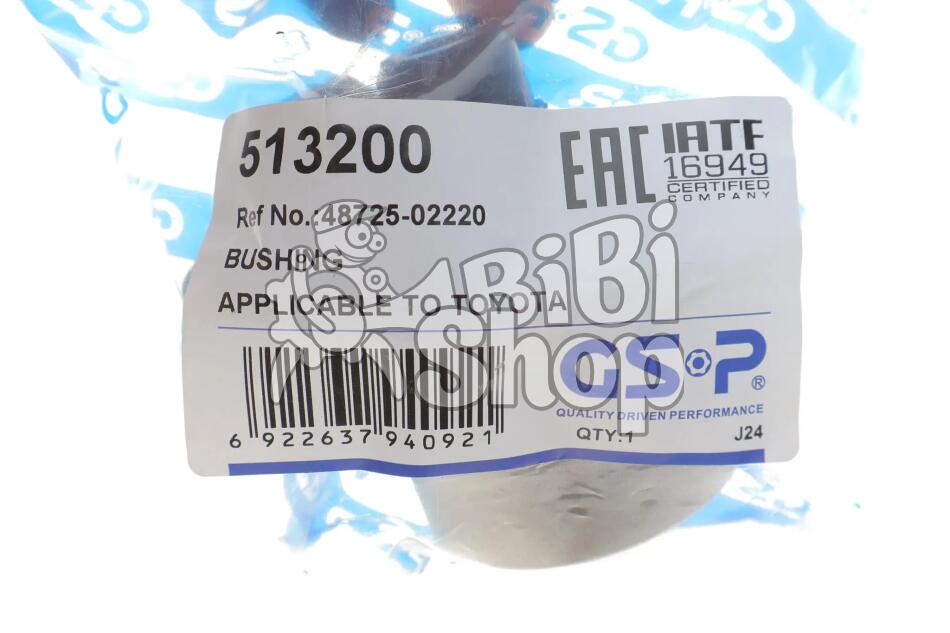 513200
EAC
IATF
16949
CERTIFIED
COMPANY
Ref No.:48725-02220
BUSHING
APPLICABLE TO TOYOTA
BiBi
Shop
GSP®
QUALITY DRIVEN PERFORMANCE
6 922637 940921
QTY:1
J24